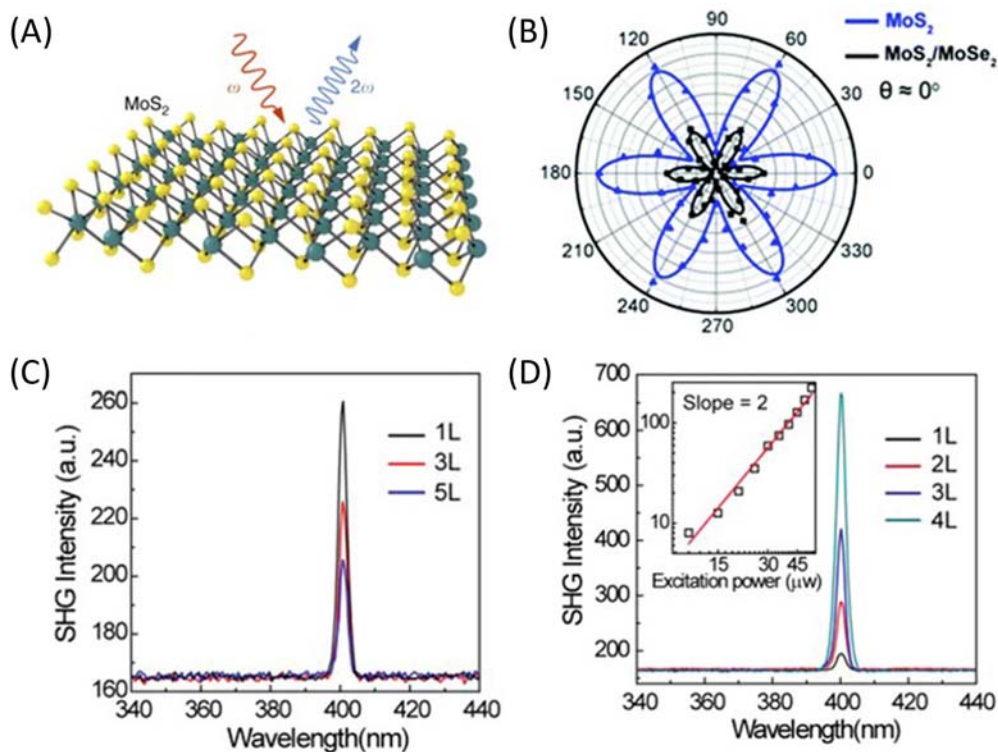 (A)
MoS2
ω
2ω
(B)
90
120
60
150
30
180
0
210
330
240
300
270
MoS2
MoS2/MoSe2
θ ≈ 0°
(C)
SHG Intensity (a.u.)
260
240
220
200
180
160
340 360 380 400 420 440
Wavelength(nm)
1L
3L
5L
(D)
SHG Intensity (a.u.)
700
600
500
400
300
200
340 360 380 400 420 440
Wavelength(nm)
Slope = 2
100
10
15 30 45
Excitation power (μw)
1L
2L
3L
4L